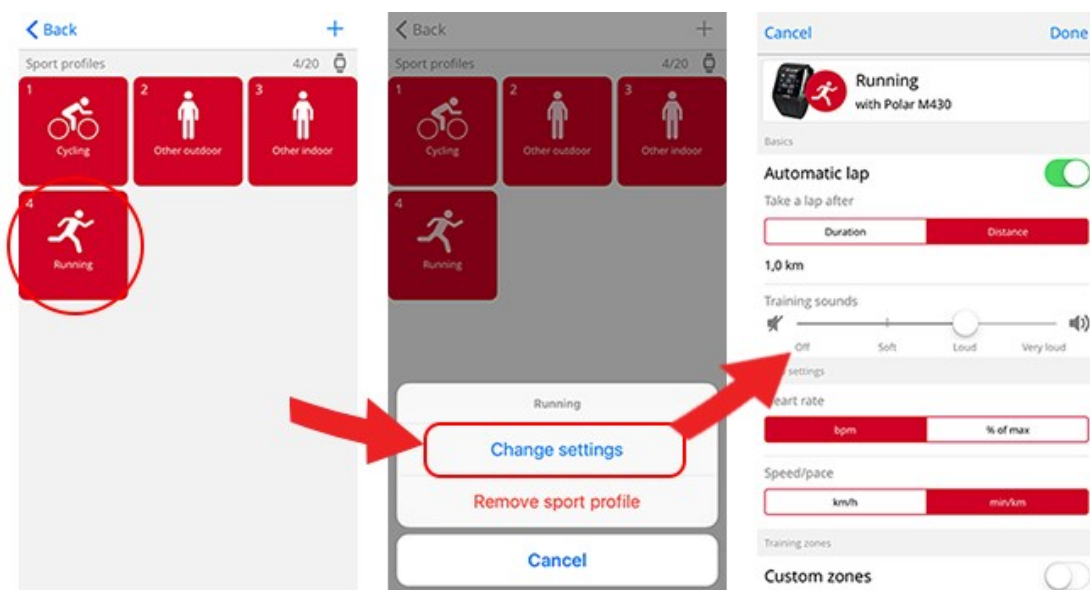 Back +
Sport profiles 4/20
1
Cycling
2
Other outdoor
3
Other indoor
4
Running
Back +
Sport profiles 4/20
1
Cycling
2
Other outdoor
3
Other indoor
4
Running
Running
Change settings
Remove sport profile
Cancel
Cancel Done
Running
with Polar M430
Basics
Automatic lap
Take a lap after
Duration Distance
1,0 km
Training sounds
Off Soft Loud Very loud
settings
eart rate
bpm % of max
Speed/pace
km/h min/km
Training zones
Custom zones